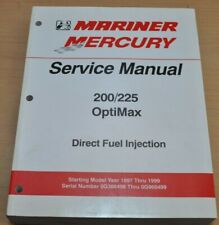 MARINER
MERCURY
Service Manual
200/225
OptiMax
Direct Fuel Injection
Starting Model Year 1997 Thru 1999